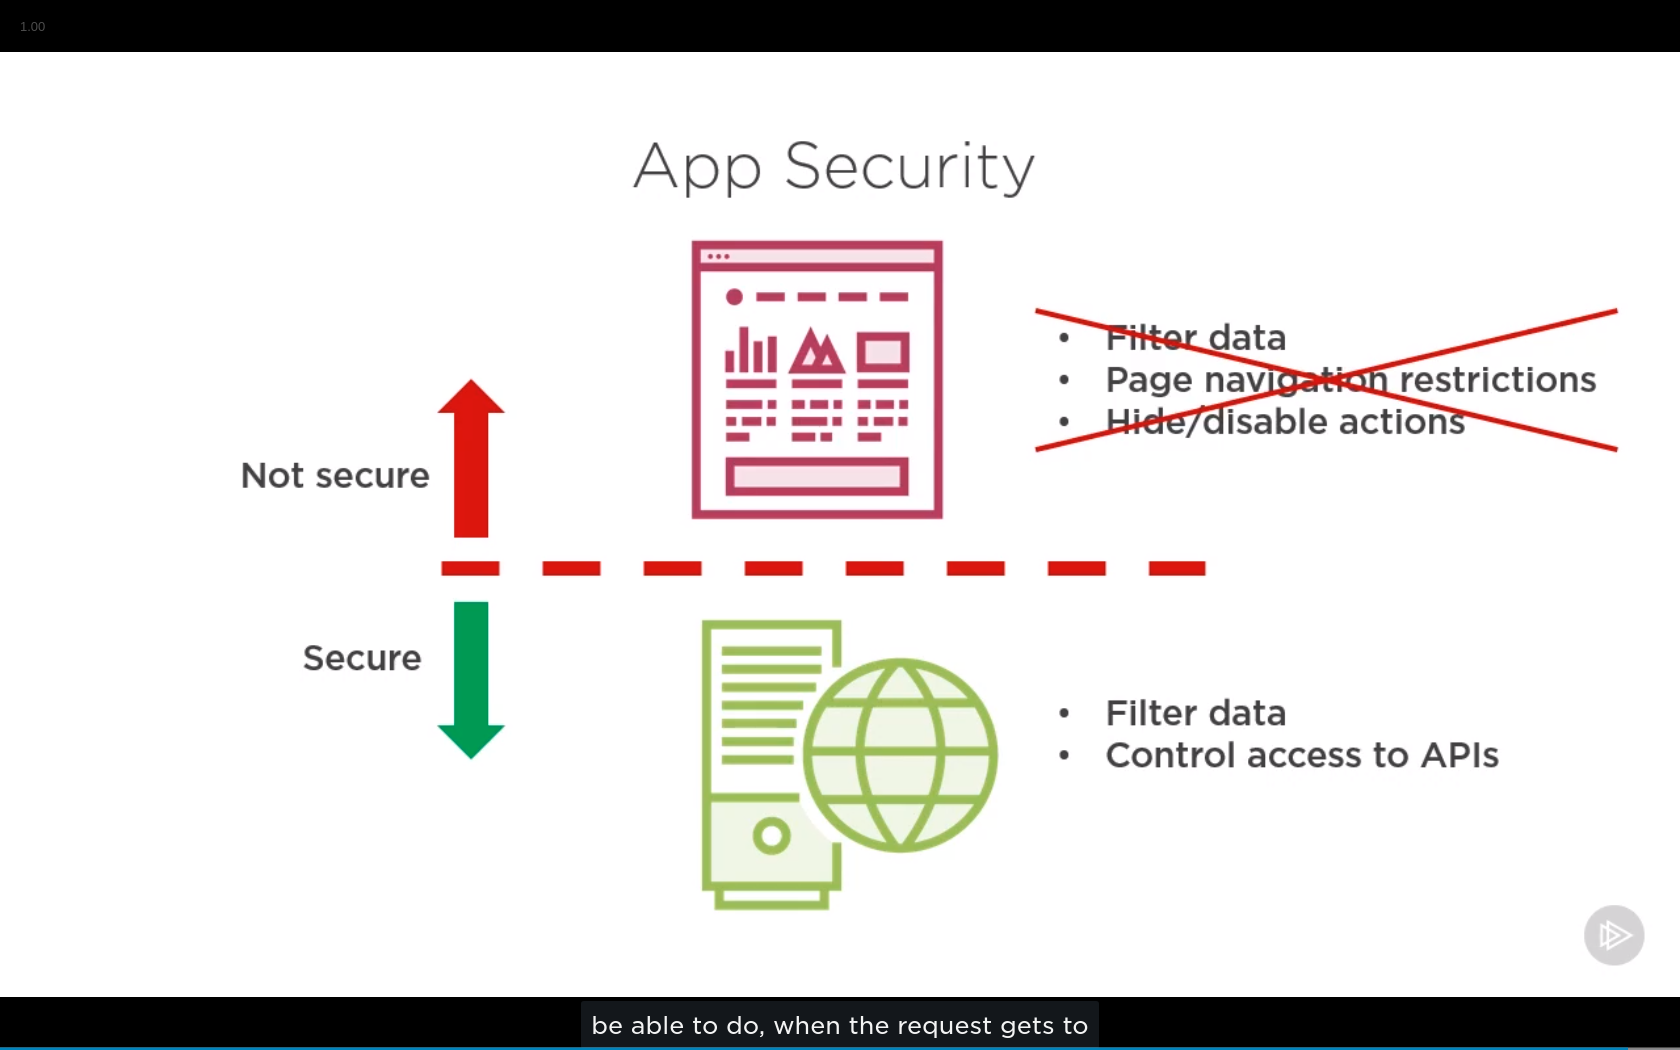 1.00
App Security
• Filter data
• Page navigation restrictions
• Hide/disable actions
Not secure
Secure
• Filter data
• Control access to APIs
be able to do, when the request gets to